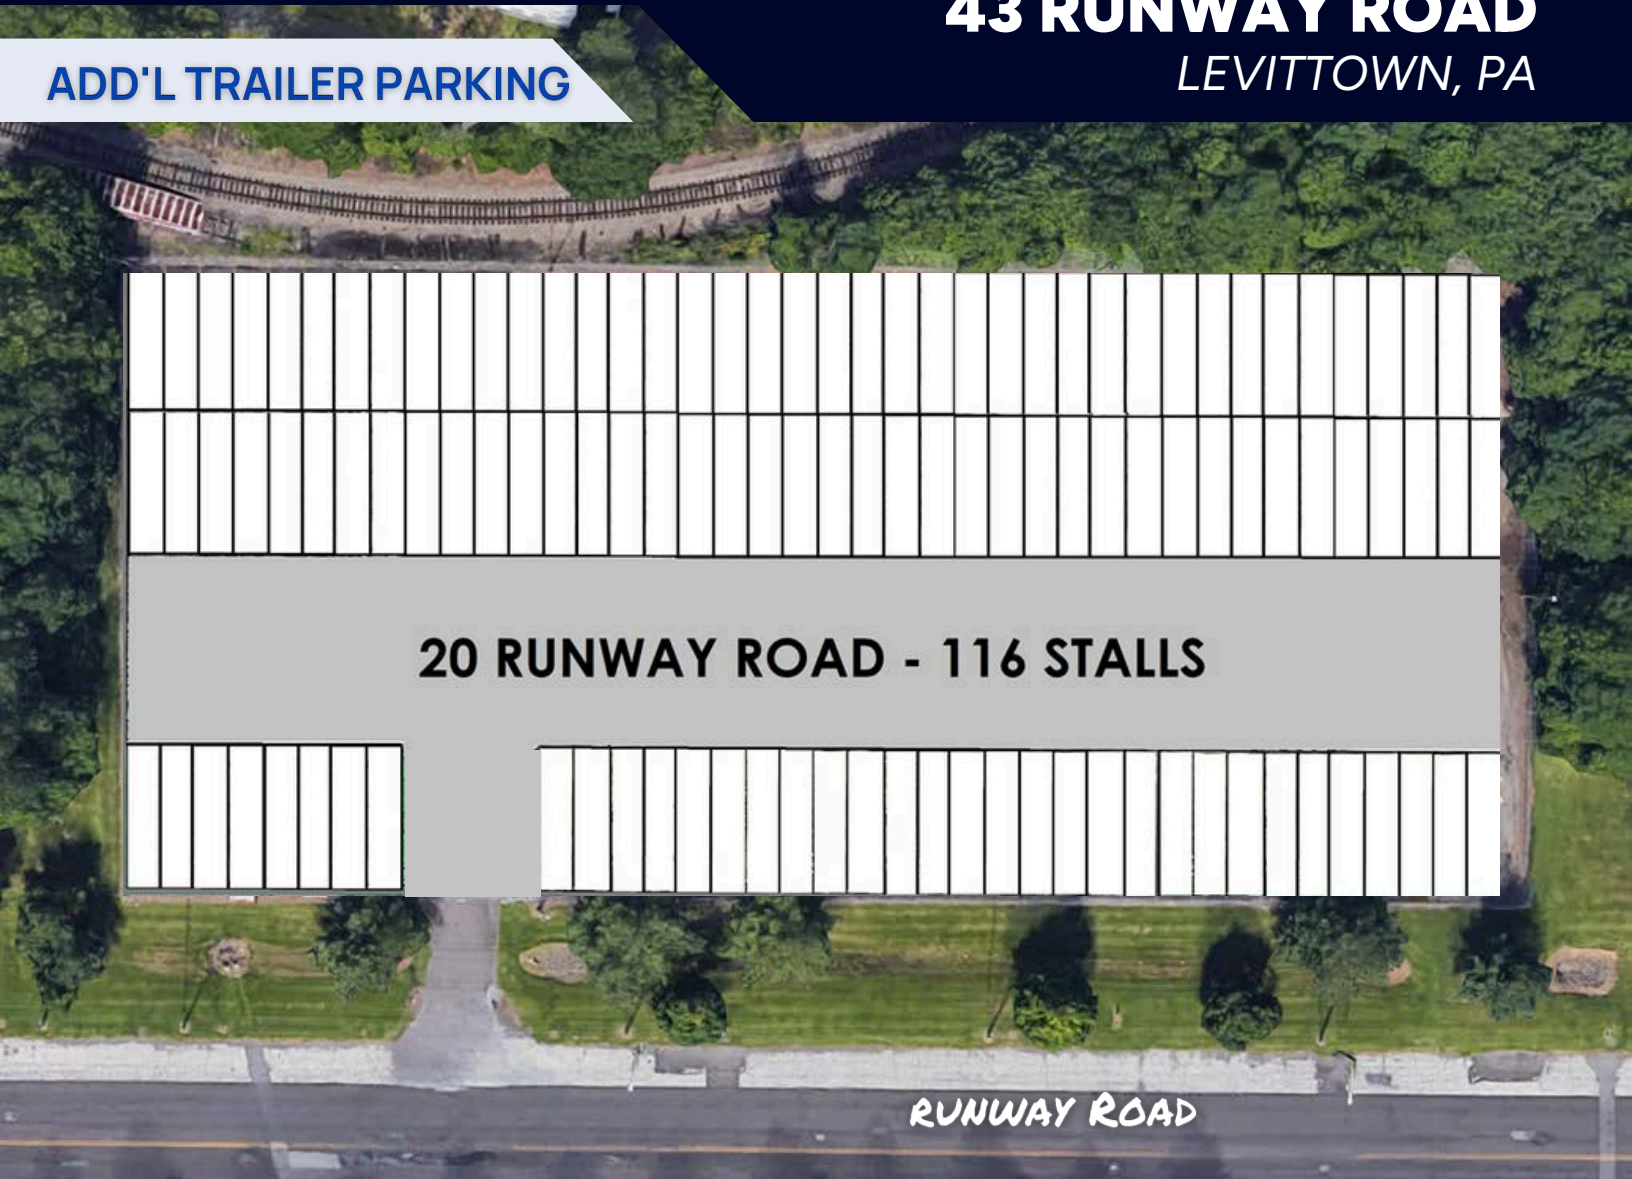 43 RUNWAY ROAD
LEVITTOWN, PA
ADD'L TRAILER PARKING
20 RUNWAY ROAD - 116 STALLS
RUNWAY ROAD